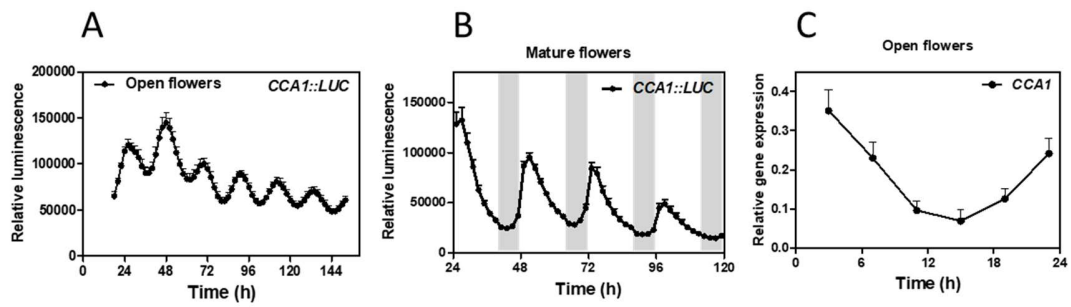 A
Relative luminescence
200000
150000
100000
50000
0
Open flowers
CCA1::LUC
0 24 48 72 96 120 144
Time (h)
B
Mature flowers
Relative luminescence
150000
100000
50000
0
CCA1::LUC
24 48 72 96 120
Time (h)
C
Open flowers
Relative gene expression
0.4
0.3
0.2
0.1
0.0
CCA1
0 6 12 18 24
Time (h)